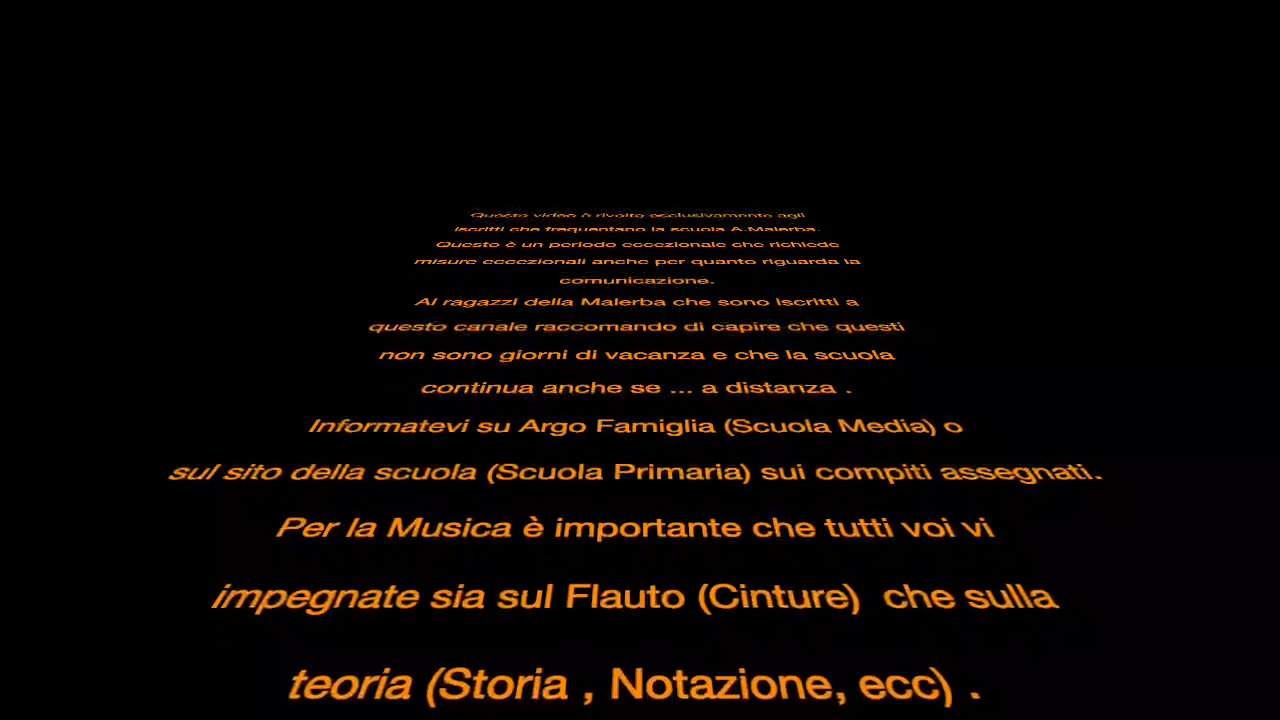 Questo video è rivolto esclusivamente agli
iscritti che frequentano la scuola A.Malerba.
Questo è un periodo eccezionale che richiede
misure eccezionali anche per quanto riguarda la
comunicazione.
Ai ragazzi della Malerba che sono iscritti a
questo canale raccomando di capire che questi
non sono giorni di vacanza e che la scuola
continua anche se ... a distanza .
Informatevi su Argo Famiglia (Scuola Media) o
sul sito della scuola (Scuola Primaria) sui compiti assegnati.
Per la Musica è importante che tutti voi vi
impegnate sia sul Flauto (Cinture)  che sulla
teoria (Storia , Notazione, ecc) .